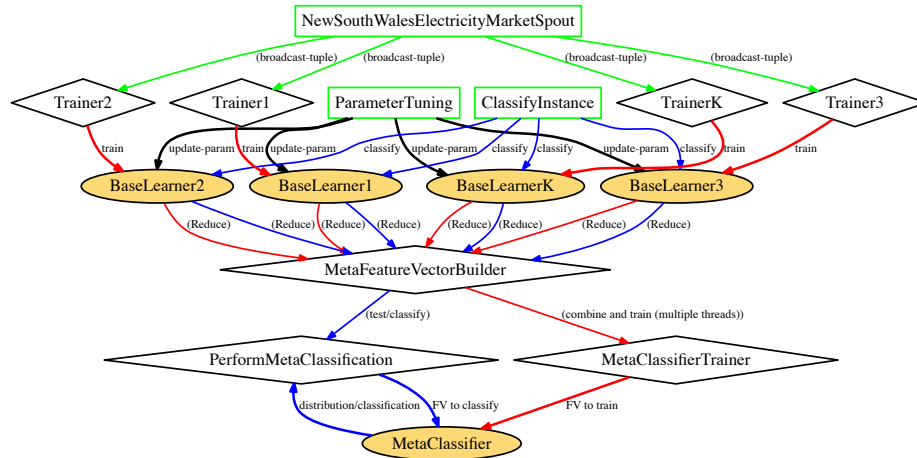 NewSouthWalesElectricityMarketSpout
(broadcast-tuple) (broadcast-tuple) (broadcast-tuple) (broadcast-tuple)
Trainer2 Trainer1 ParameterTuning ClassifyInstance TrainerK Trainer3
train update-param train update-param classify update-param classify classify update-param classify train train
BaseLearner2 BaseLearner1 BaseLearnerK BaseLearner3
(Reduce) (Reduce) (Reduce) (Reduce) (Reduce) (Reduce) (Reduce) (Reduce)
MetaFeatureVectorBuilder
(test/classify) (combine and train (multiple threads))
PerformMetaClassification MetaClassifierTrainer
distribution/classification FV to classify FV to train
MetaClassifier